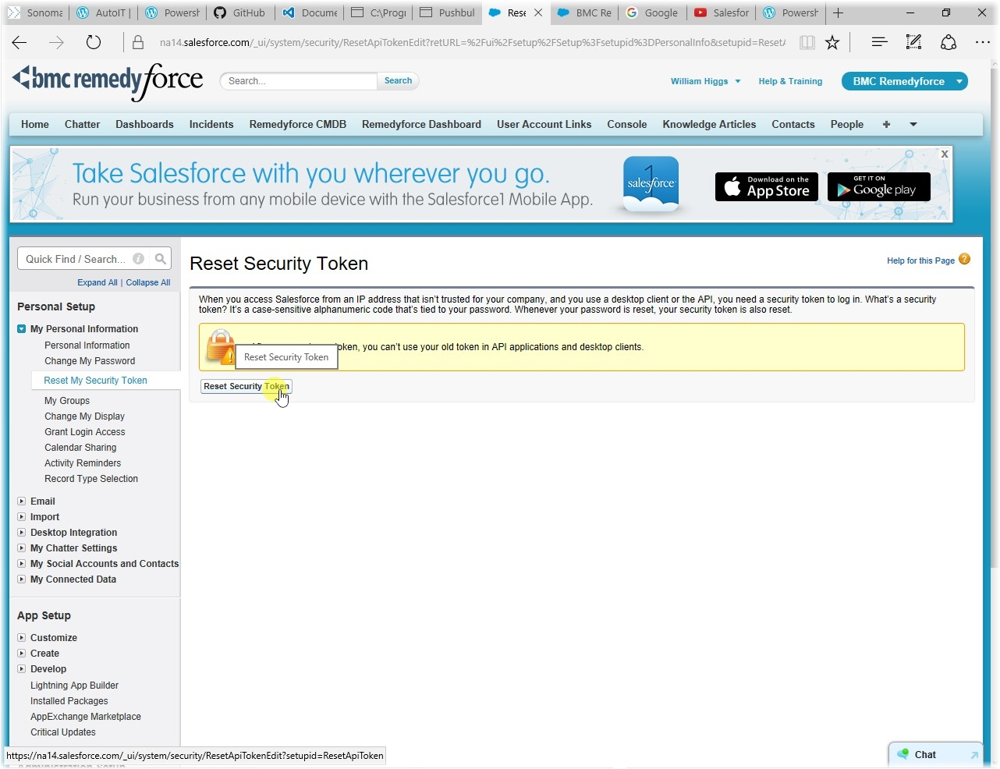 Sonoma
AutoIT |
Powersh
GitHub
Docume
C:\Progr
Pushbul
Rese
BMC Re
Google
Salesfor
Powersh
na14.salesforce.com/_ui/system/security/ResetApiTokenEdit?retURL=%2Fui%2Fsetup%2FSetup%3Fsetupid%3DPersonalInfo&setupid=ResetA
bmc remedyforce
Search...
Search
William Higgs
Help & Training
BMC Remedyforce
Home
Chatter
Dashboards
Incidents
Remedyforce CMDB
Remedyforce Dashboard
User Account Links
Console
Knowledge Articles
Contacts
People
+
Take Salesforce with you wherever you go.
Run your business from any mobile device with the Salesforce1 Mobile App.
1
salesforce
Download on the
App Store
GET IT ON
Google play
X
Quick Find / Search...
Expand All | Collapse All
Personal Setup
My Personal Information
Personal Information
Change My Password
Reset My Security Token
My Groups
Change My Display
Grant Login Access
Calendar Sharing
Activity Reminders
Record Type Selection
Email
Import
Desktop Integration
My Chatter Settings
My Social Accounts and Contacts
My Connected Data
App Setup
Customize
Create
Develop
Lightning App Builder
Installed Packages
AppExchange Marketplace
Critical Updates
Reset Security Token
Help for this Page
When you access Salesforce from an IP address that isn't trusted for your company, and you use a desktop client or the API, you need a security token to log in. What's a security
token? It's a case-sensitive alphanumeric code that's tied to your password. Whenever your password is reset, your security token is also reset.
token, you can't use your old token in API applications and desktop clients.
Reset Security Token
Reset Security Token
https://na14.salesforce.com/_ui/system/security/ResetApiTokenEdit?setupid=ResetApiToken
Chat